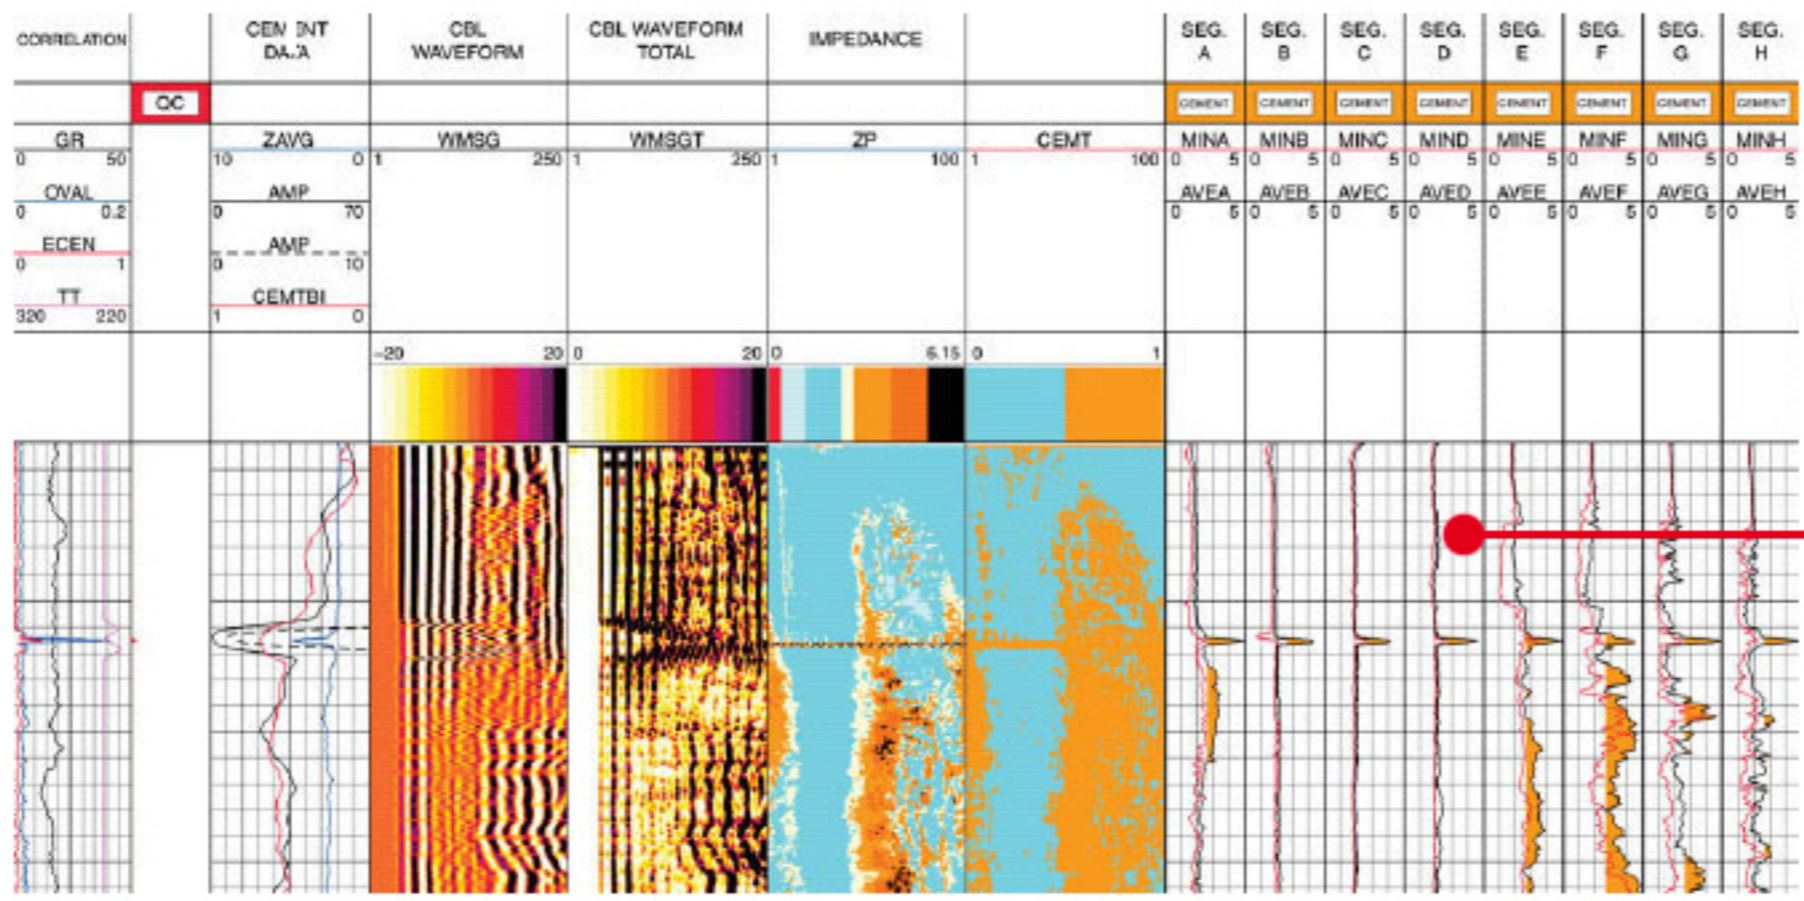 CORRELATION
CEMENT DATA
CBL WAVEFORM
CBL WAVEFORM TOTAL
IMPEDANCE
SEG. A
SEG. B
SEG. C
SEG. D
SEG. E
SEG. F
SEG. G
SEG. H
QC
CEMENT CEMENT CEMENT CEMENT CEMENT CEMENT CEMENT CEMENT
GR
0 50
OVAL
0 0.2
ECEN
0 1
TT
320 220
ZAVG
10 0
AMP
0 70
AMP
0 10
CEMTBI
1 0
WMSG
1 250
-20 20
WMSGT
1 250
0 20
ZP
1 100
0 6.15
CEMT
1 100
0 1
MINA
0 5
AVEA
0 5
MINB
0 5
AVEB
0 5
MINC
0 5
AVEC
0 5
MIND
0 5
AVED
0 5
MINE
0 5
AVEE
0 5
MINF
0 5
AVEF
0 5
MING
0 5
AVEG
0 5
MINH
0 5
AVEH
0 5